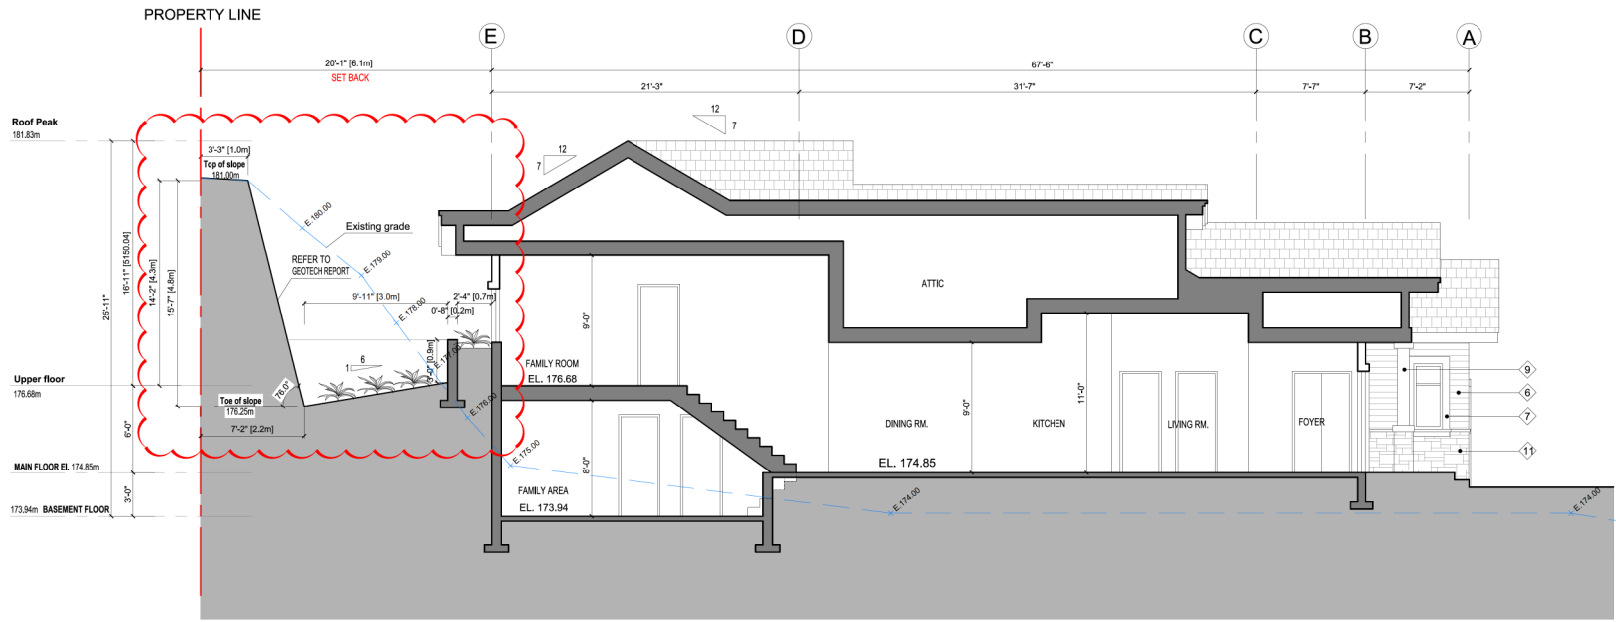 PROPERTY LINE
E
D
C
B
A
20'-1" [6.1m]
SET BACK
67'-6"
21'-3"
31'-7"
7'-7"
7'-2"
Roof Peak
181.83m
12
7
12
7
3'-3" [1.0m]
Top of slope
181.00m
E.180.00
Existing grade
E.179.00
REFER TO
GEOTECH REPORT
25'-11"
16'-11" [5150.04]
14'-2" [4.3m]
15'-7" [4.8m]
9'-11" [3.0m]
2'-4" [0.7m]
0'-8" [0.2m]
E.178.00
E.177.00
3'-0" [0.9m]
6
1
76.0°
ATTIC
9'-0"
FAMILY ROOM
EL. 176.68
Upper floor
176.68m
Toe of slope
176.25m
E.176.00
7'-2" [2.2m]
6'-0"
9'-0"
11'-0"
DINING RM.
KITCHEN
LIVING RM.
FOYER
9
6
7
11
E.175.00
8'-0"
EL. 174.85
MAIN FLOOR El. 174.85m
FAMILY AREA
EL. 173.94
3'-0"
173.94m BASEMENT FLOOR
E.174.00
E.174.00